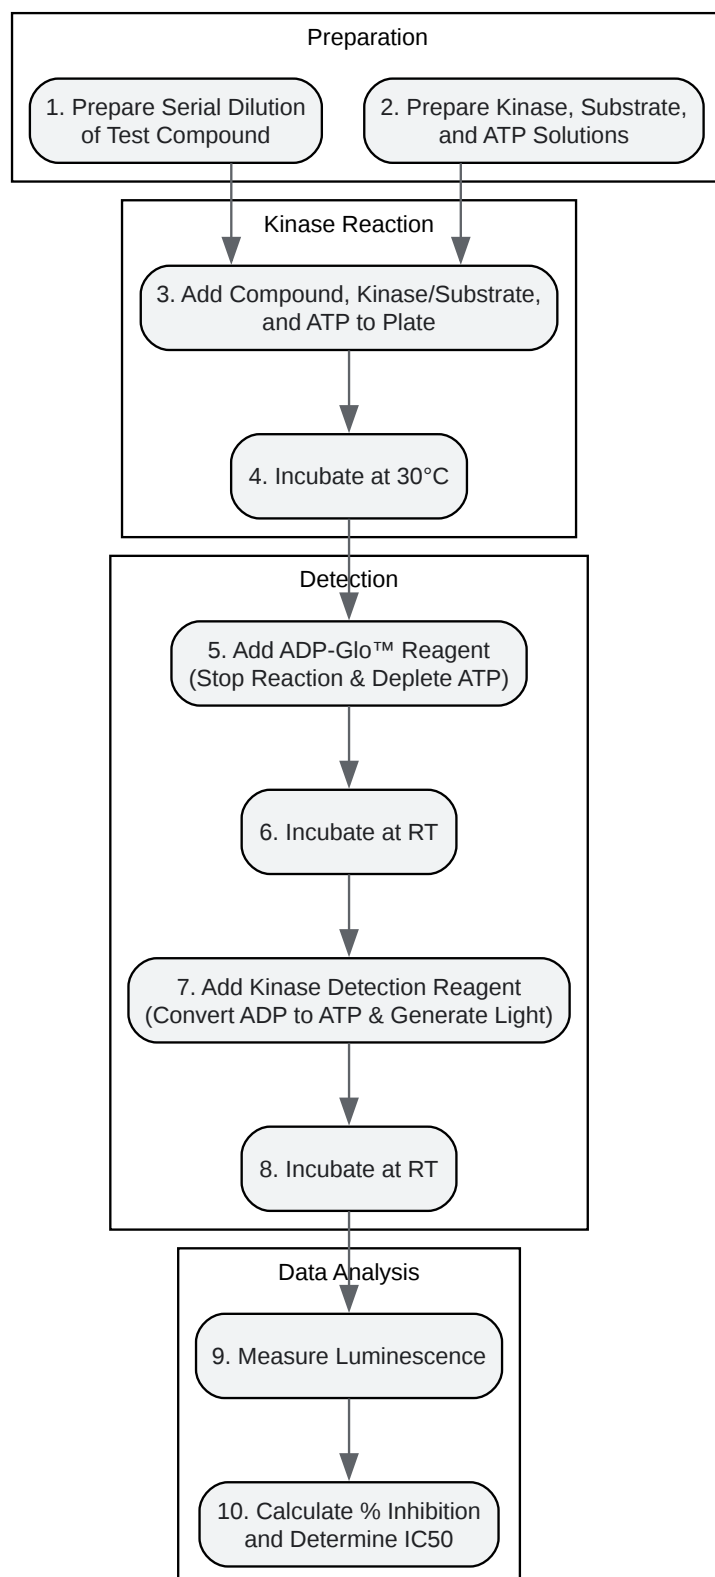 Preparation
1. Prepare Serial Dilution
of Test Compound
2. Prepare Kinase, Substrate,
and ATP Solutions
Kinase Reaction
3. Add Compound, Kinase/Substrate,
and ATP to Plate
4. Incubate at 30°C
Detection
5. Add ADP-Glo™ Reagent
(Stop Reaction & Deplete ATP)
6. Incubate at RT
7. Add Kinase Detection Reagent
(Convert ADP to ATP & Generate Light)
8. Incubate at RT
Data Analysis
9. Measure Luminescence
10. Calculate % Inhibition
and Determine IC50